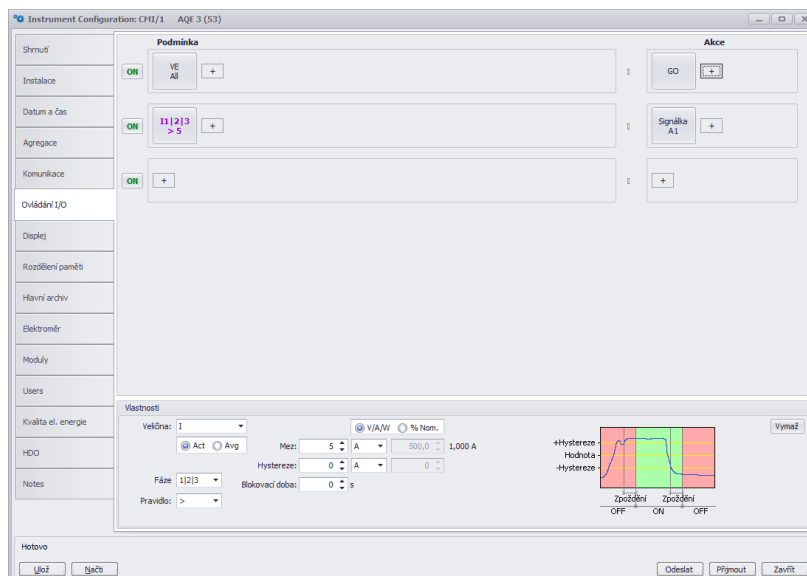 Instrument Configuration: CMI/1 AQE 3 (53)
Shrnutí
Instalace
Datum a čas
Agregace
Komunikace
Ovládání I/O
Displej
Rozdělení paměti
Hlavní archiv
Elektroměr
Moduly
Users
Kvalita el. energie
HDO
Notes
Podmínka Akce
ON VE All + GO +
ON I1|2|3 > 5 + Signálka A1 +
ON + +
Vlastnosti
Veličina: I V/A/W % Nom. Vymaž
Act Avg Mez: 5 A 500,0 1,000 A
Hystereze: 0 A 0
Fáze 1|2|3 Blokovací doba: 0 s
Pravidlo: >
+Hystereze
Hodnota
-Hystereze
Zpoždění Zpoždění
OFF ON OFF
Hotovo
Ulož Načti Odeslat Přijmout Zavřít